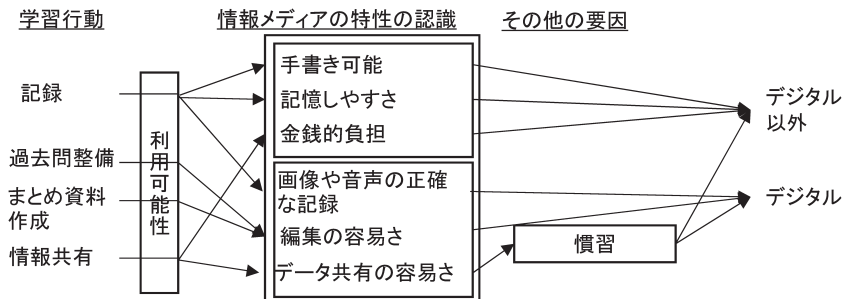 学習行動
情報メディアの特性の認識
その他の要因
記録
過去問整備
まとめ資料
作成
情報共有
利用可能性
手書き可能
記憶しやすさ
金銭的負担
画像や音声の正確
な記録
編集の容易さ
データ共有の容易さ
慣習
デジタル
以外
デジタル